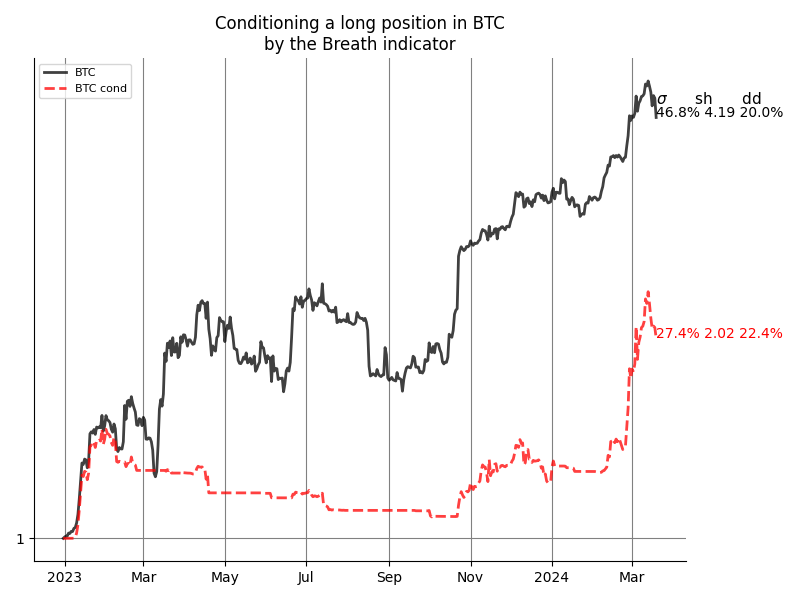 Conditioning a long position in BTC
by the Breath indicator
BTC
BTC cond
σ sh dd
46.8% 4.19 20.0%
27.4% 2.02 22.4%
1
2023 Mar May Jul Sep Nov 2024 Mar